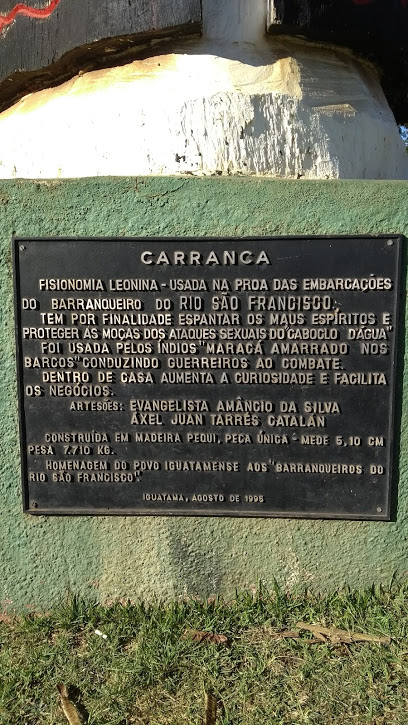 CARRANCA
FISIONOMIA LEONINA - USADA NA PROA DAS EMBARCAÇÕES
DO BARRANQUEIRO DO RIO SÃO FRANCISCO.
TEM POR FINALIDADE ESPANTAR OS MAUS ESPÍRITOS E
PROTEGER AS MOÇAS DOS ATAQUES SEXUAIS DO "CABOCLO D'ÁGUA"
FOI USADA PELOS ÍNDIOS "MARACÁ AMARRADO NOS
BARCOS" CONDUZINDO GUERREIROS AO COMBATE.
DENTRO DE CASA AUMENTA A CURIOSIDADE E FACILITA
OS NEGÓCIOS.
ARTESÕES: EVANGELISTA AMÂNCIO DA SILVA
ÁXEL JUAN TARRÉS CATALÁN
CONSTRUÍDA EM MADEIRA PEQUI, PEÇA ÚNICA - MEDE 5,10 CM
PESA 7.710 KG.
HOMENAGEM DO POVO IGUATAMENSE AOS "BARRANQUEIROS DO
RIO SÃO FRANCISCO".
IGUATAMA, AGOSTO DE 1995